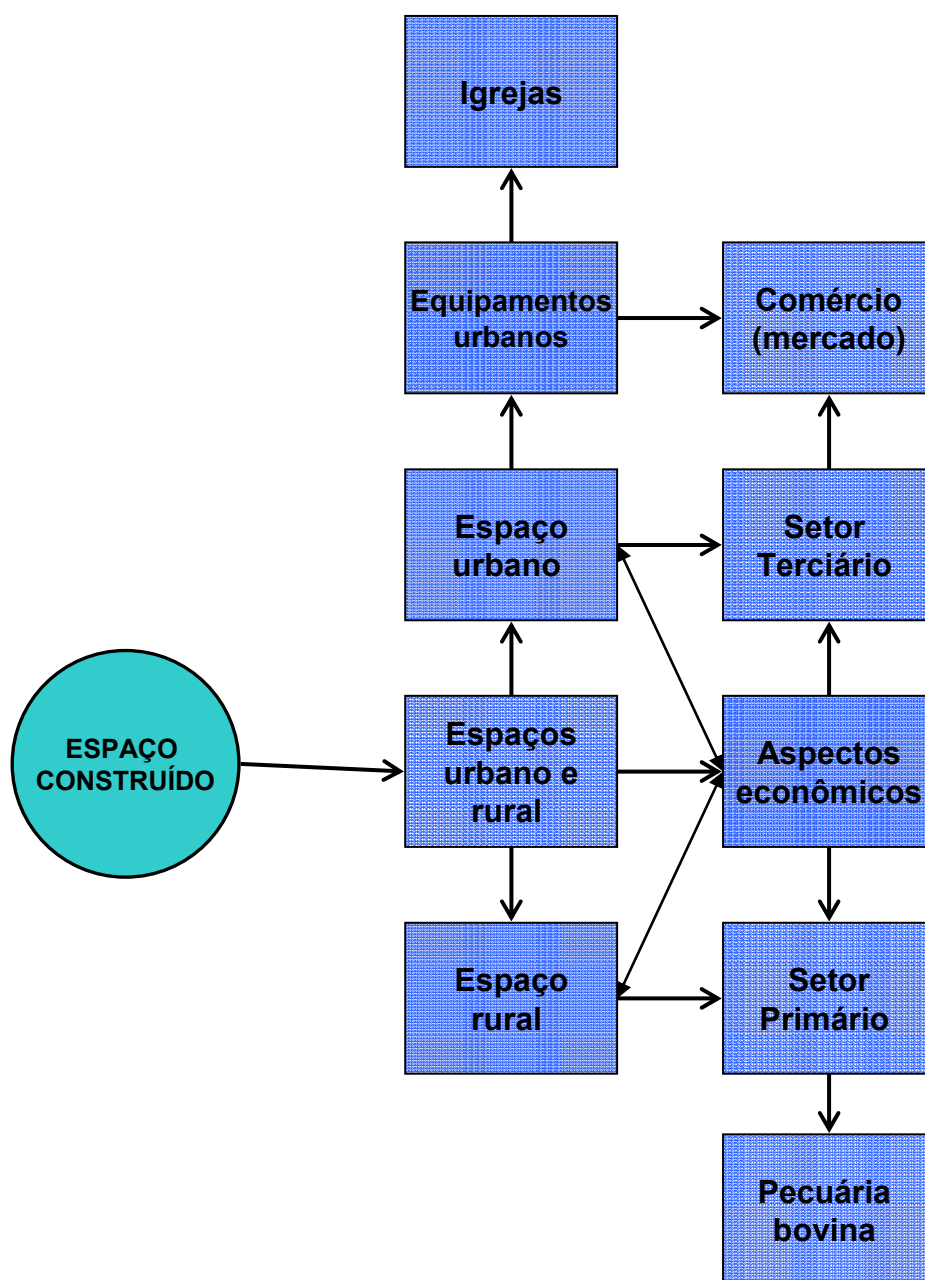 Igrejas
Equipamentos
urbanos
Comércio
(mercado)
Espaço
urbano
Setor
Terciário
ESPAÇO
CONSTRUÍDO
Espaços
urbano e
rural
Aspectos
econômicos
Espaço
rural
Setor
Primário
Pecuária
bovina